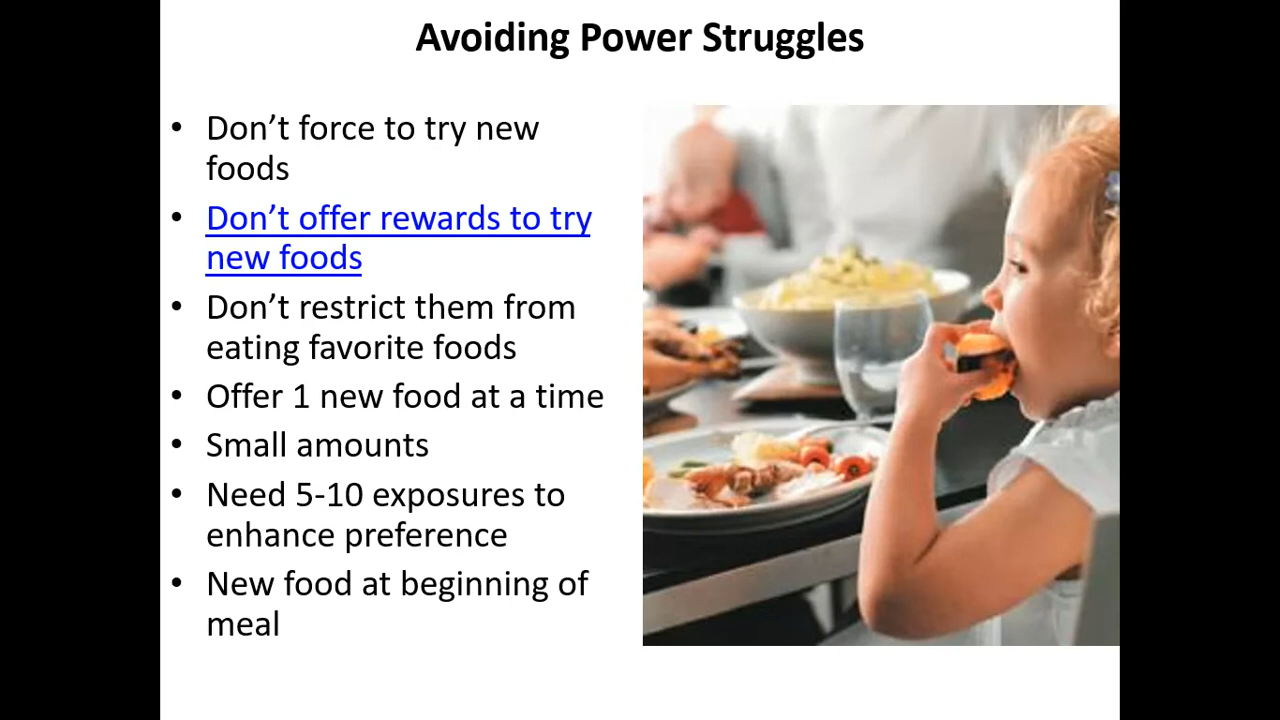 Avoiding Power Struggles
• Don’t force to try new
foods
• Don’t offer rewards to try
new foods
• Don’t restrict them from
eating favorite foods
• Offer 1 new food at a time
• Small amounts
• Need 5-10 exposures to
enhance preference
• New food at beginning of
meal